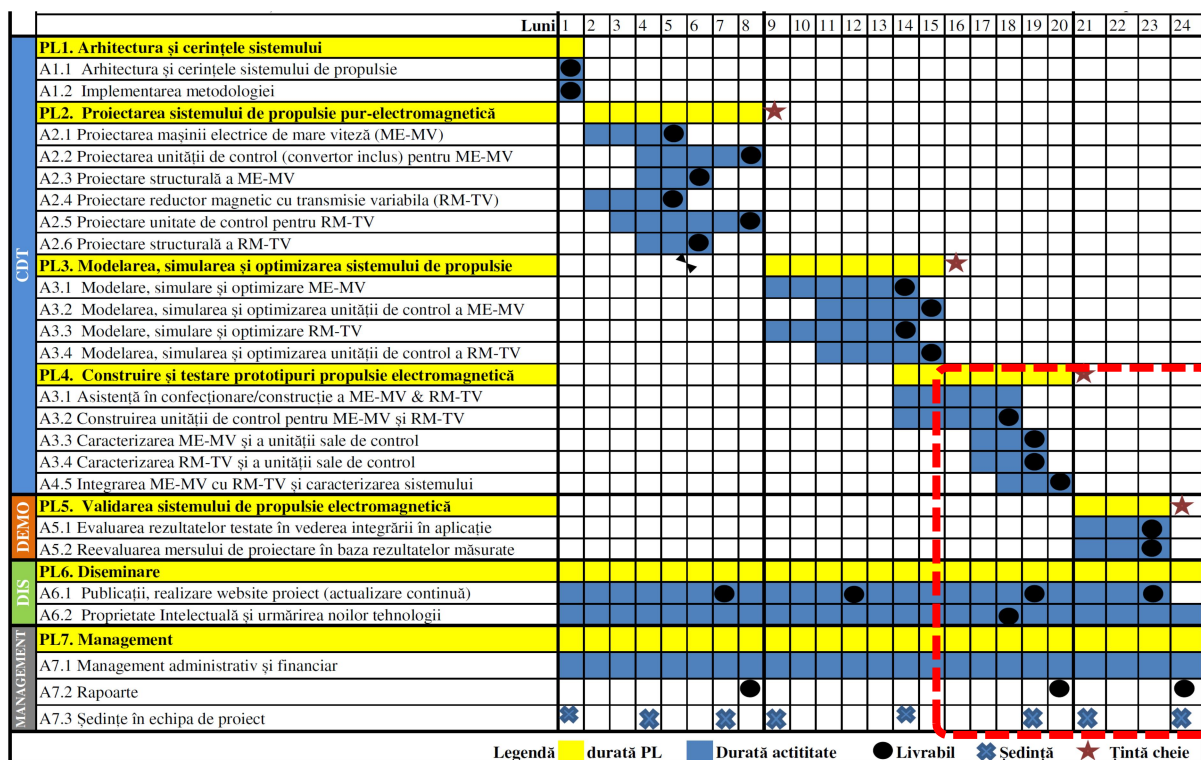 Luni 1 2 3 4 5 6 7 8 9 10 11 12 13 14 15 16 17 18 19 20 21 22 23 24
CDT
PL1. Arhitectura și cerințele sistemului
A1.1 Arhitectura și cerințele sistemului de propulsie
A1.2 Implementarea metodologiei
PL2. Proiectarea sistemului de propulsie pur-electromagnetică
A2.1 Proiectarea mașinii electrice de mare viteză (ME-MV)
A2.2 Proiectarea unității de control (convertor inclus) pentru ME-MV
A2.3 Proiectare structurală a ME-MV
A2.4 Proiectare reductor magnetic cu transmisie variabila (RM-TV)
A2.5 Proiectare unitate de control pentru RM-TV
A2.6 Proiectare structurală a RM-TV
PL3. Modelarea, simularea și optimizarea sistemului de propulsie
A3.1 Modelare, simulare și optimizare ME-MV
A3.2 Modelarea, simularea și optimizarea unității de control a ME-MV
A3.3 Modelare, simulare și optimizare RM-TV
A3.4 Modelarea, simularea și optimizarea unității de control a RM-TV
PL4. Construire și testare prototipuri propulsie electromagnetică
A3.1 Asistență în confecționare/construcție a ME-MV & RM-TV
A3.2 Construirea unității de control pentru ME-MV și RM-TV
A3.3 Caracterizarea ME-MV și a unității sale de control
A3.4 Caracterizarea RM-TV și a unității sale de control
A4.5 Integrarea ME-MV cu RM-TV și caracterizarea sistemului
DEMO
PL5. Validarea sistemului de propulsie electromagnetică
A5.1 Evaluarea rezultatelor testate în vederea integrării în aplicație
A5.2 Reevaluarea mersului de proiectare în baza rezultatelor măsurate
DIS
PL6. Diseminare
A6.1 Publicații, realizare website proiect (actualizare continuă)
A6.2 Proprietate Intelectuală și urmărirea noilor tehnologii
MANAGEMENT
PL7. Management
A7.1 Management administrativ și financiar
A7.2 Rapoarte
A7.3 Ședințe în echipa de proiect
Legendă durată PL Durată actititate Livrabil Ședință Țintă cheie